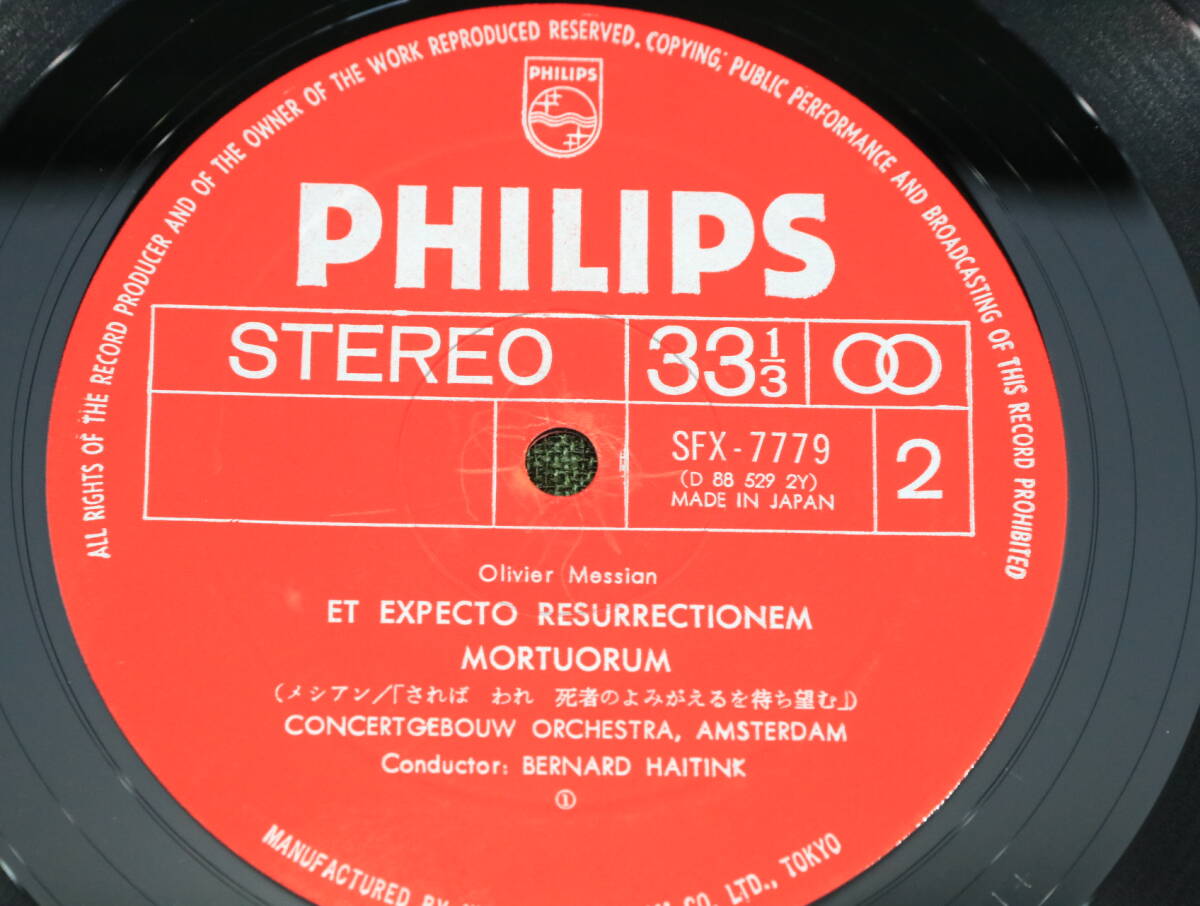 ALL RIGHTS OF THE RECORD PRODUCER AND OF THE OWNER OF THE WORK REPRODUCED RESERVED. COPYING, PUBLIC PERFORMANCE AND BROADCASTING OF THIS RECORD PROHIBITED
PHILIPS
PHILIPS
STEREO 33 1/3
SFX-7779 2
(D 88 529 2Y)
MADE IN JAPAN
Olivier Messian
ET EXPECTO RESURRECTIONEM
MORTUORUM
(メシアン/「されば われ 死者のよみがえるを待ち望む」)
CONCERTGEBOUW ORCHESTRA, AMSTERDAM
Conductor: BERNARD HAITINK
①
MANUFACTURED BY CO. LTD., TOKYO